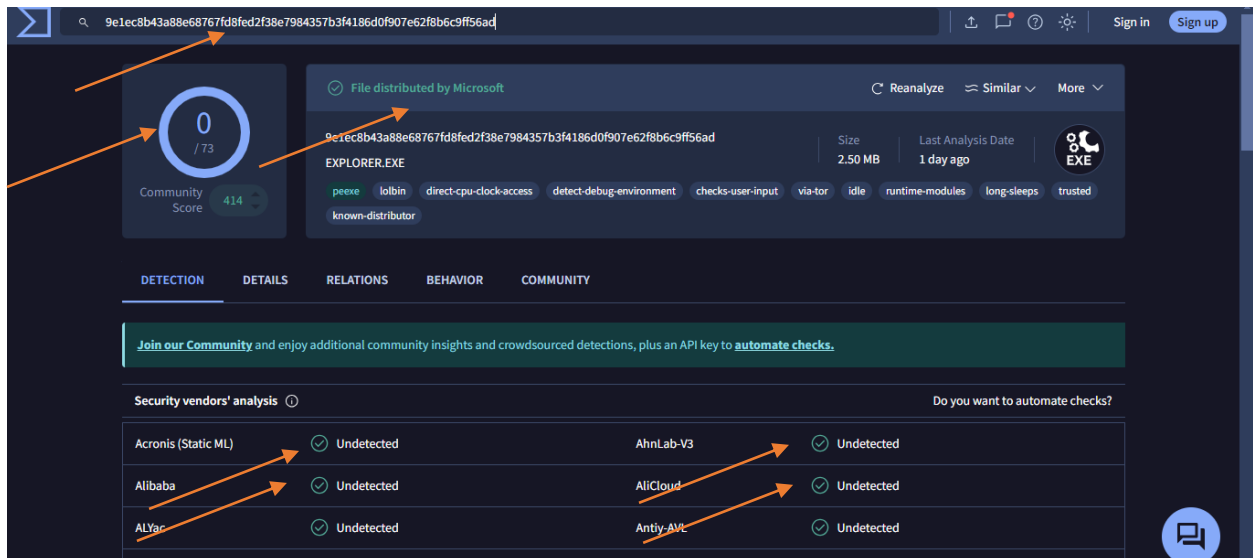 9e1ec8b43a88e68767fd8fed2f38e7984357b3f4186d0f907e62f8b6c9ff56ad
Sign in
Sign up
0
/ 73
Community
Score
414
File distributed by Microsoft
Reanalyze
Similar
More
9e1ec8b43a88e68767fd8fed2f38e7984357b3f4186d0f907e62f8b6c9ff56ad
EXPLORER.EXE
Size
2.50 MB
Last Analysis Date
1 day ago
EXE
peexe lolbin direct-cpu-clock-access detect-debug-environment checks-user-input via-tor idle runtime-modules long-sleeps trusted
known-distributor
DETECTION DETAILS RELATIONS BEHAVIOR COMMUNITY
Join our Community and enjoy additional community insights and crowdsourced detections, plus an API key to automate checks.
Security vendors' analysis
Do you want to automate checks?
Acronis (Static ML) Undetected AhnLab-V3 Undetected
Alibaba Undetected AliCloud Undetected
ALYac Undetected Antiy-AVL Undetected